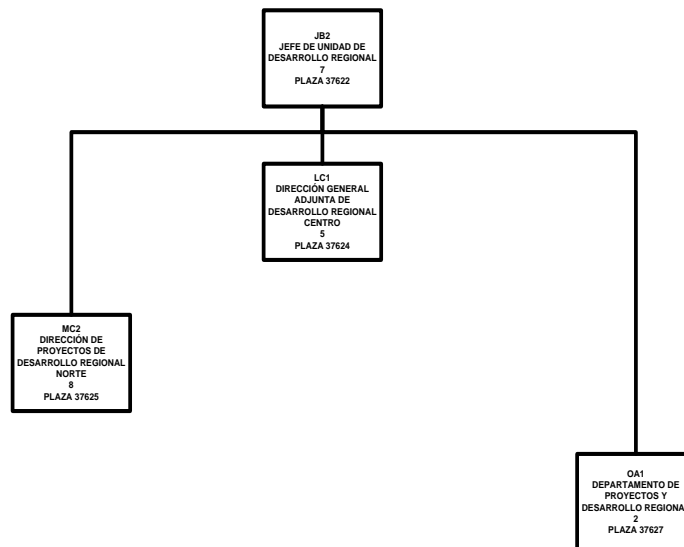 JB2
JEFE DE UNIDAD DE
DESARROLLO REGIONAL
7
PLAZA 37622
LC1
DIRECCIÓN GENERAL
ADJUNTA DE
DESARROLLO REGIONAL
CENTRO
5
PLAZA 37624
MC2
DIRECCIÓN DE
PROYECTOS DE
DESARROLLO REGIONAL
NORTE
8
PLAZA 37625
OA1
DEPARTAMENTO DE
PROYECTOS Y
DESARROLLO REGIONA
2
PLAZA 37627